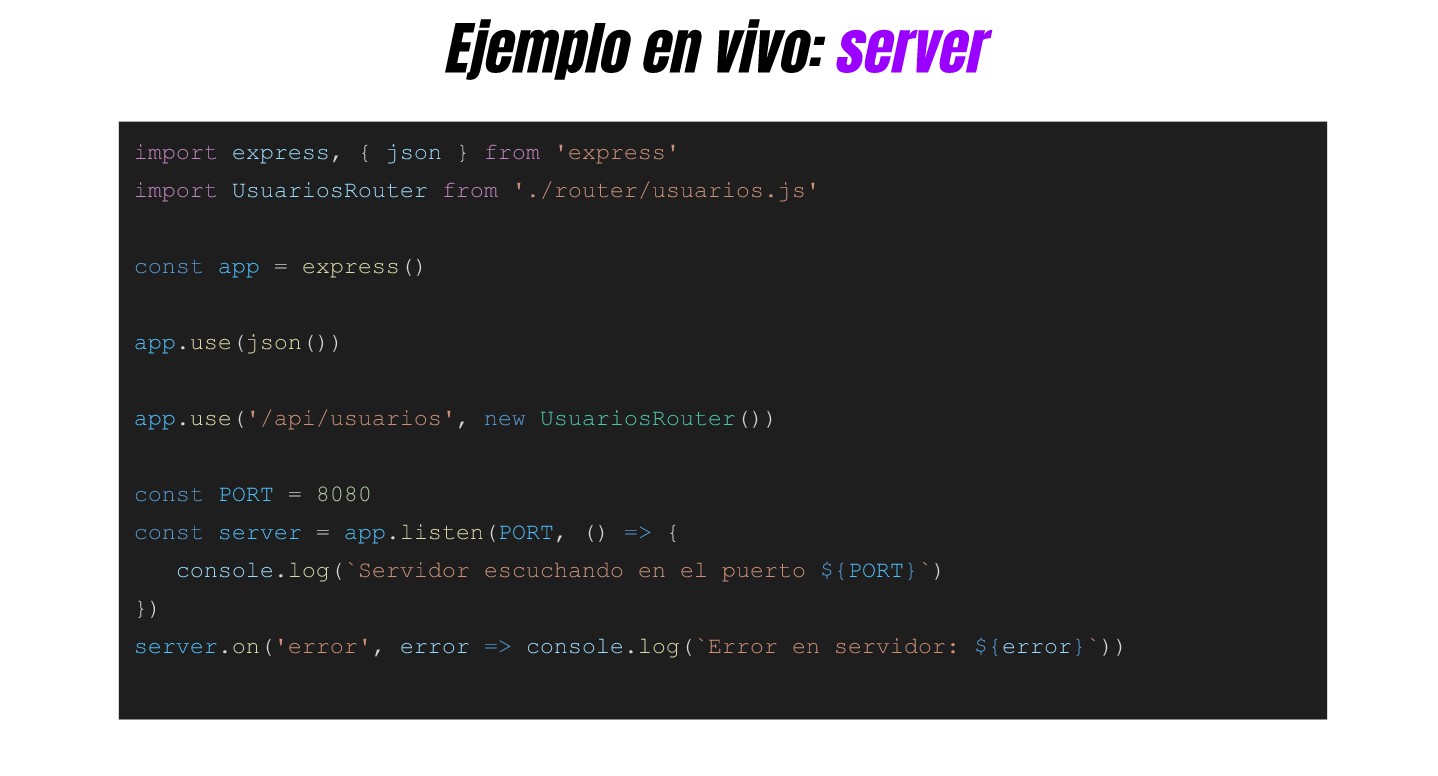 Ejemplo en vivo: server
import express, { json } from 'express'
import UsuariosRouter from './router/usuarios.js'
const app = express()
app.use(json())
app.use('/api/usuarios', new UsuariosRouter())
const PORT = 8080
const server = app.listen(PORT, () => {
   console.log(`Servidor escuchando en el puerto ${PORT}`)
})
server.on('error', error => console.log(`Error en servidor: ${error}`))